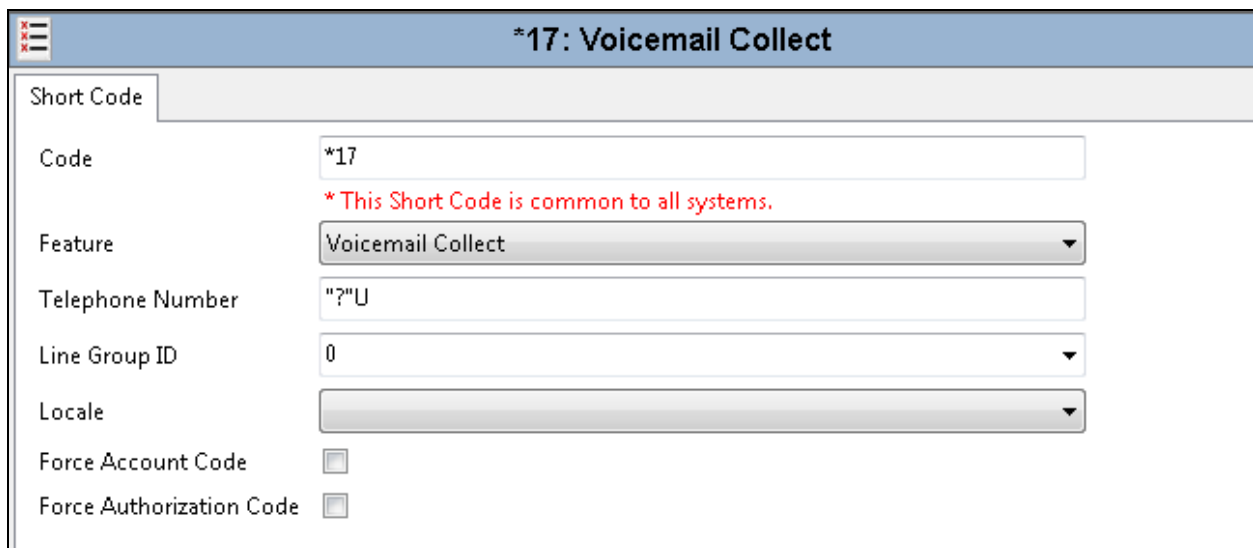 *17: Voicemail Collect
Short Code
Code *17
* This Short Code is common to all systems.
Feature Voicemail Collect
Telephone Number "?"U
Line Group ID 0
Locale
Force Account Code
Force Authorization Code